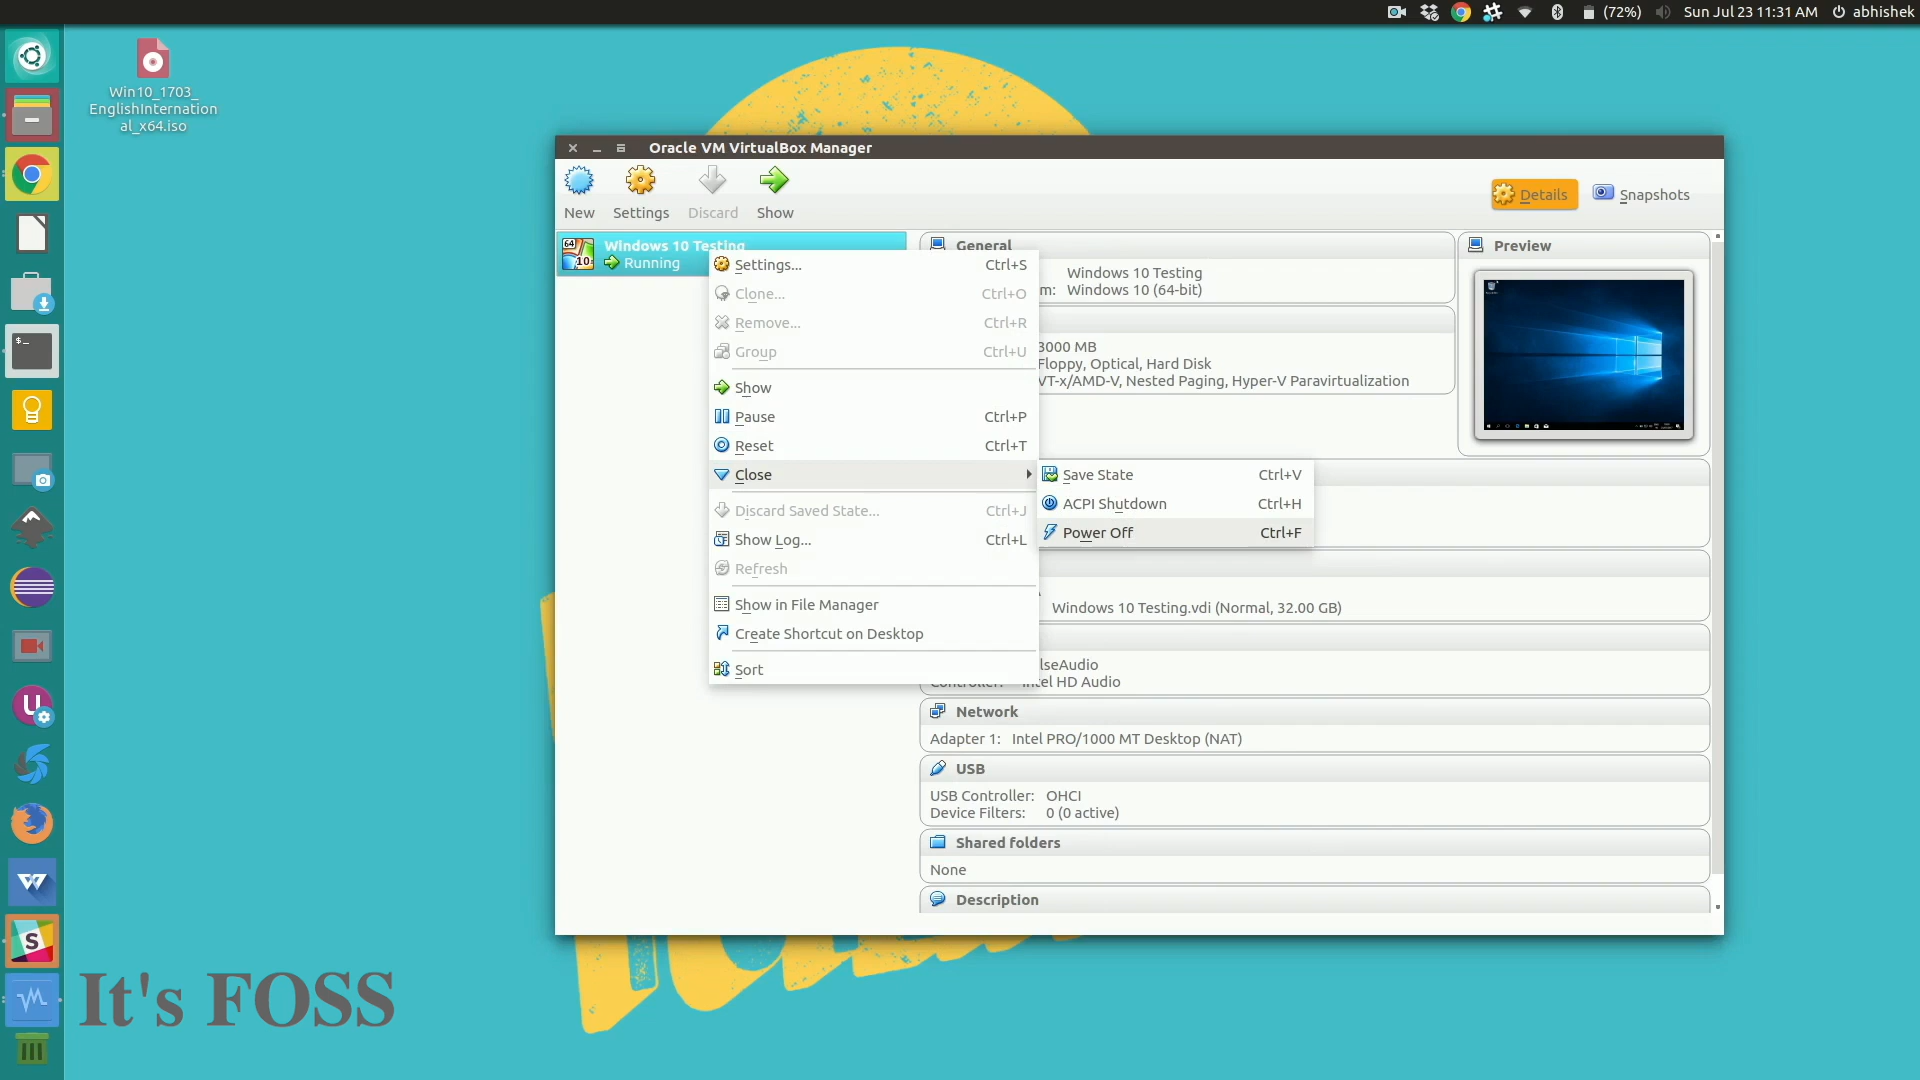 (72%) Sun Jul 23 11:31 AM abhishek
Win10_1703_
EnglishInternation
al_x64.iso
Oracle VM VirtualBox Manager
New Settings Discard Show
Details Snapshots
Windows 10 Testing
Running
General
Windows 10 Testing
m: Windows 10 (64-bit)
Preview
3000 MB
Floppy, Optical, Hard Disk
VT-x/AMD-V, Nested Paging, Hyper-V Paravirtualization
Settings... Ctrl+S
Clone... Ctrl+O
Remove... Ctrl+R
Group Ctrl+U
Show
Pause Ctrl+P
Reset Ctrl+T
Close
Discard Saved State... Ctrl+J
Show Log... Ctrl+L
Refresh
Show in File Manager
Create Shortcut on Desktop
Sort
Save State Ctrl+V
ACPI Shutdown Ctrl+H
Power Off Ctrl+F
Windows 10 Testing.vdi (Normal, 32.00 GB)
lseAudio
Controller: Intel HD Audio
Network
Adapter 1: Intel PRO/1000 MT Desktop (NAT)
USB
USB Controller: OHCI
Device Filters: 0 (0 active)
Shared folders
None
Description
It's FOSS